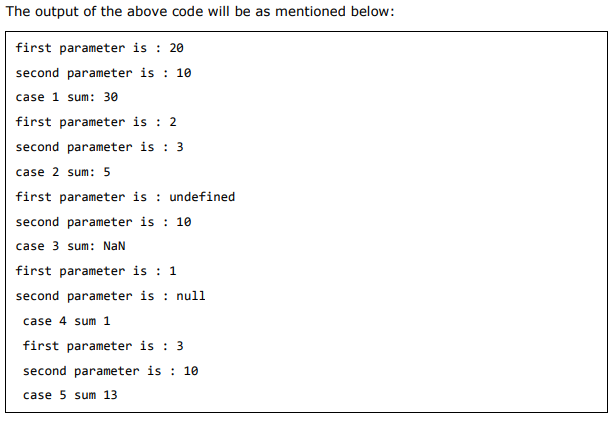 The output of the above code will be as mentioned below:
first parameter is : 20
second parameter is : 10
case 1 sum: 30
first parameter is : 2
second parameter is : 3
case 2 sum: 5
first parameter is : undefined
second parameter is : 10
case 3 sum: NaN
first parameter is : 1
second parameter is : null
case 4 sum 1
first parameter is : 3
second parameter is : 10
case 5 sum 13